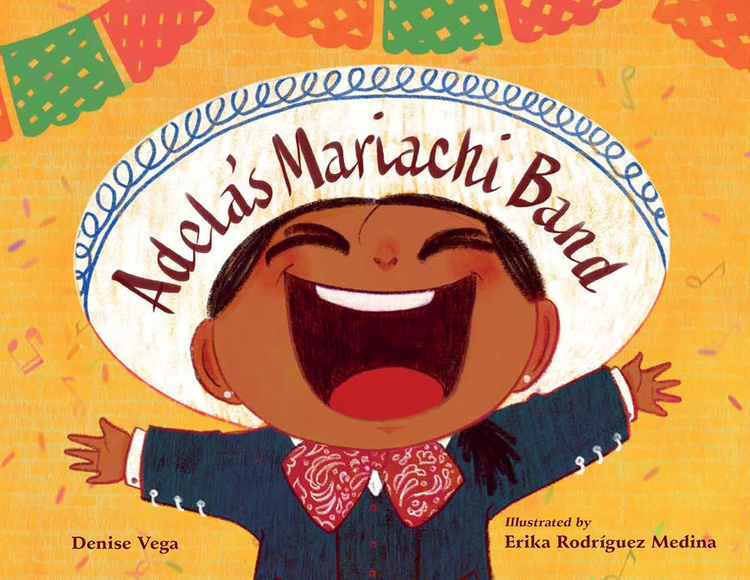 Adela's Mariachi Band
Denise Vega
Illustrated by
Erika Rodríguez Medina